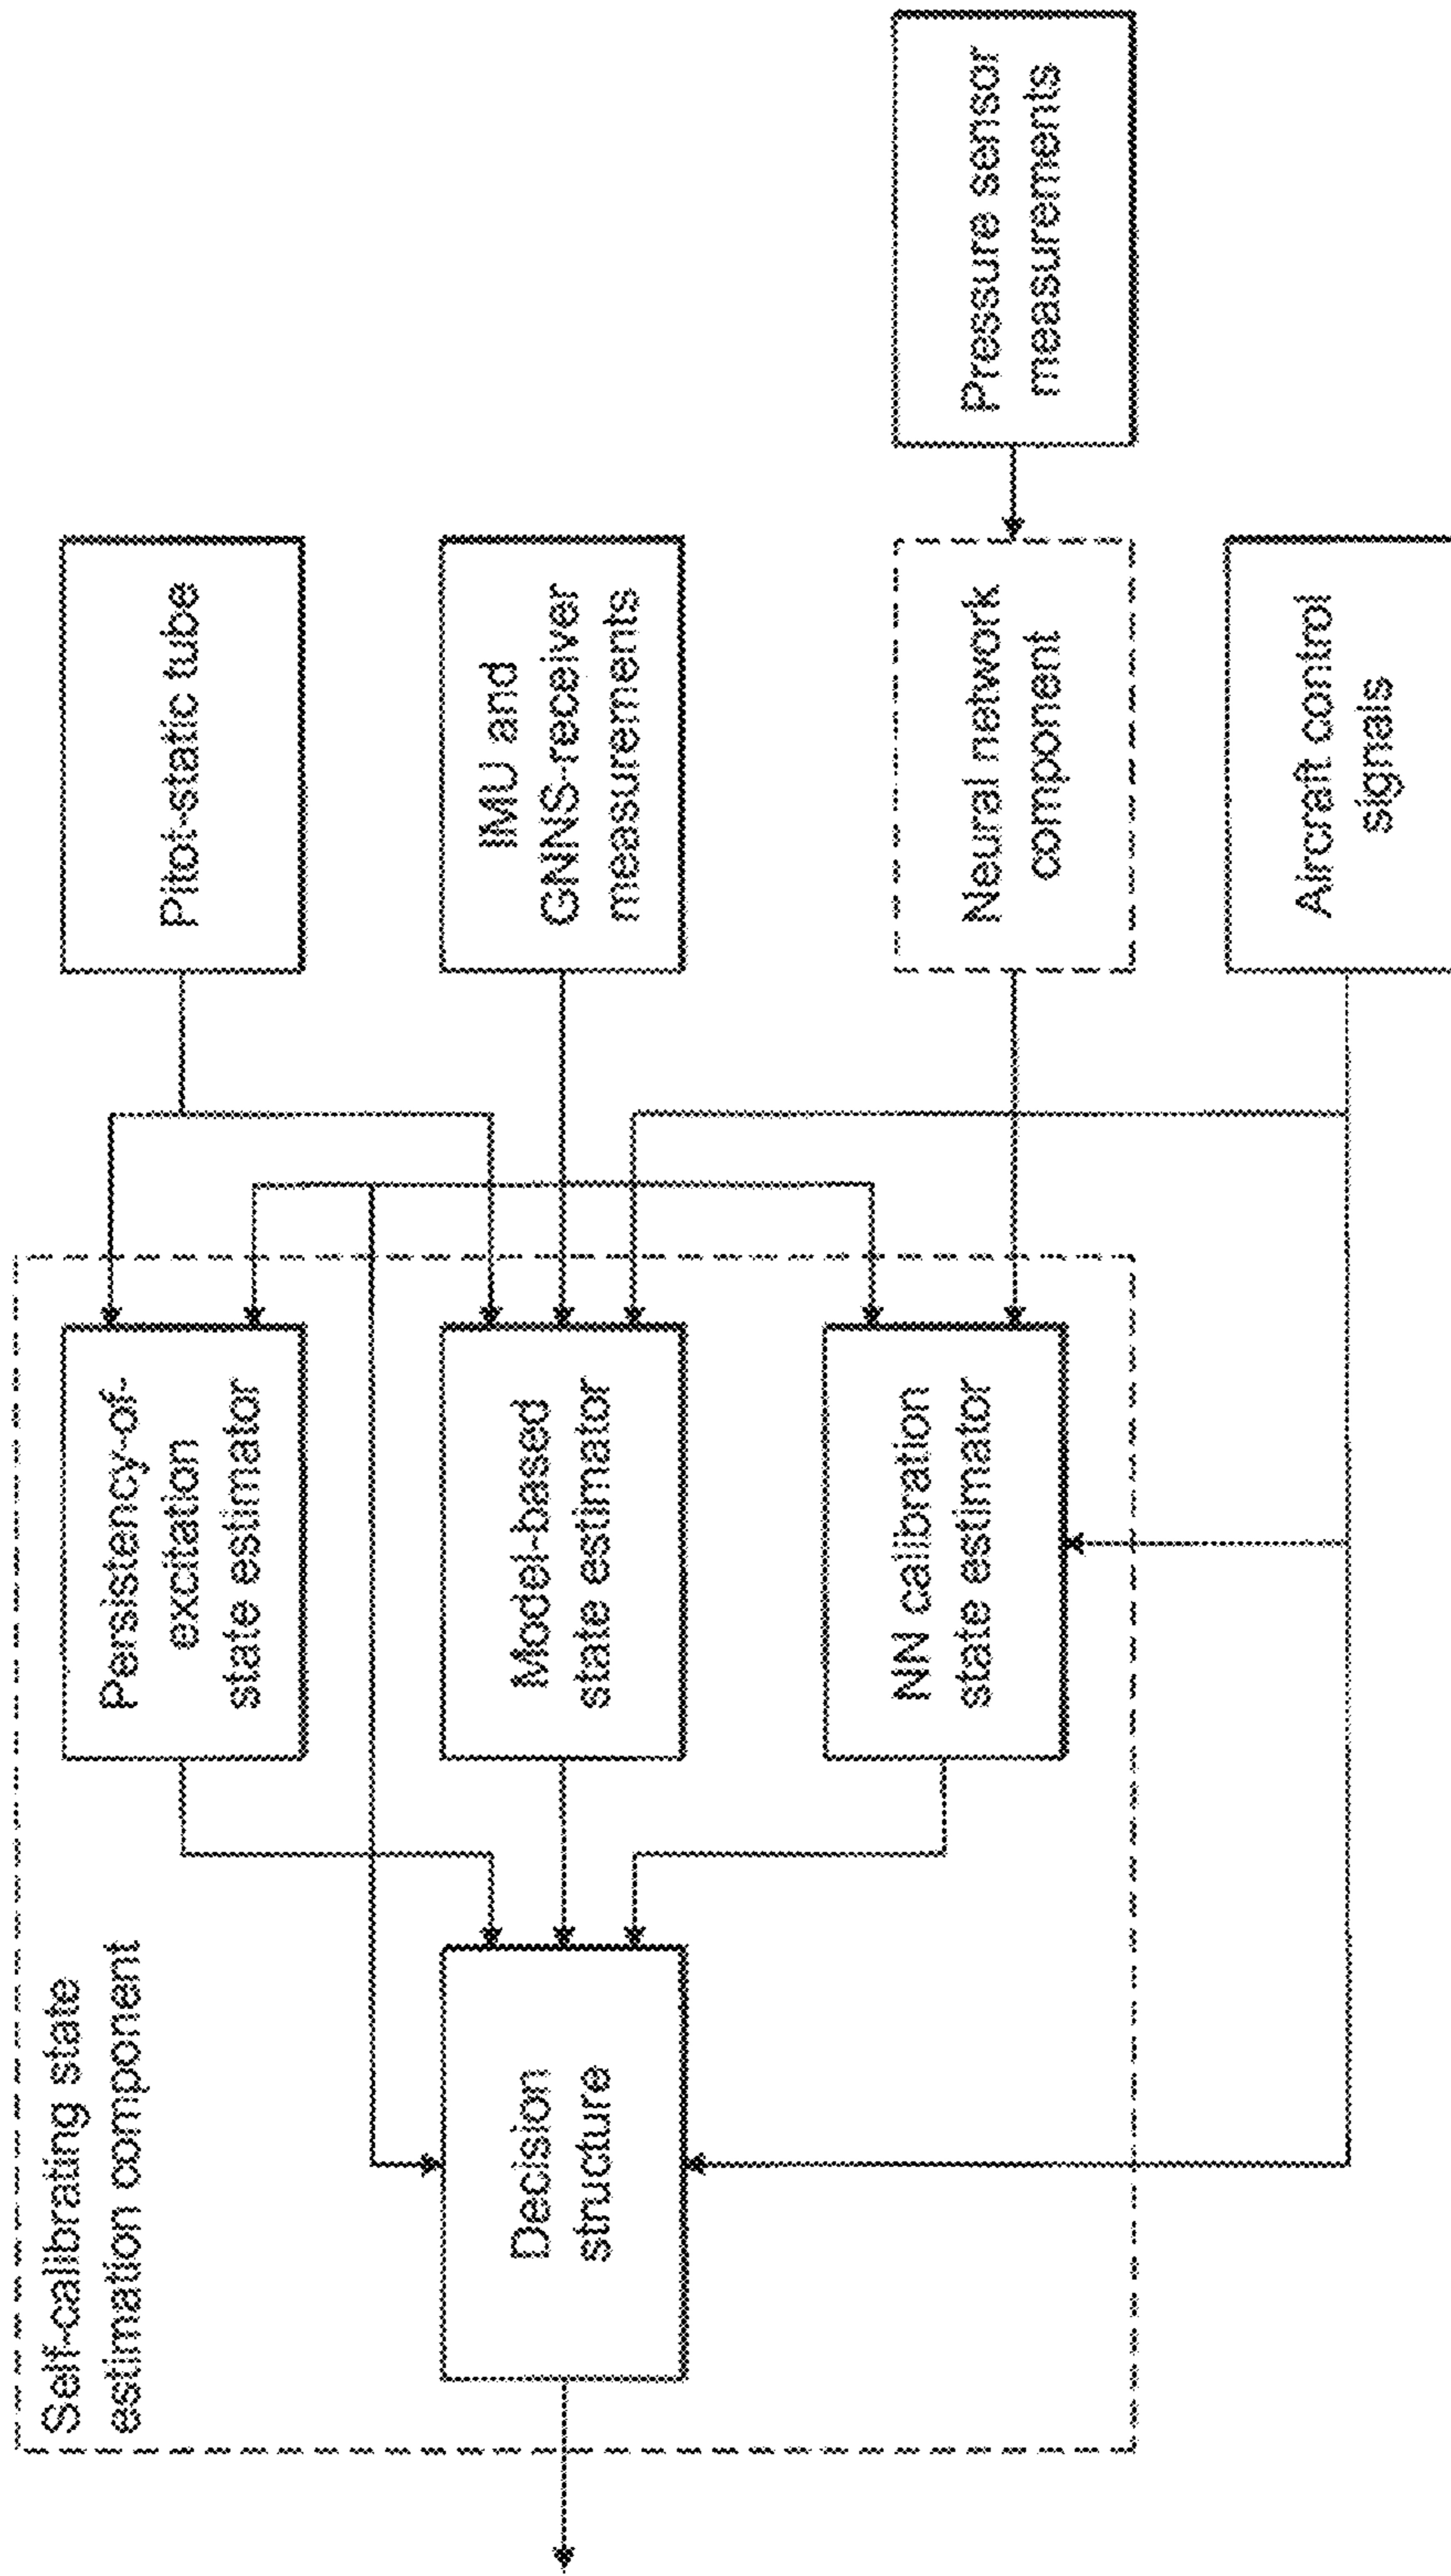 Self-calibrating state
estimation component
Decision
structure
Persistency-of-
excitation
state estimator
Model-based
state estimator
NN calibration
state estimator
Pitot-static tube
IMU and
GNNS-receiver
measurements
Neural network
component
Aircraft control
signals
Pressure sensor
measurements